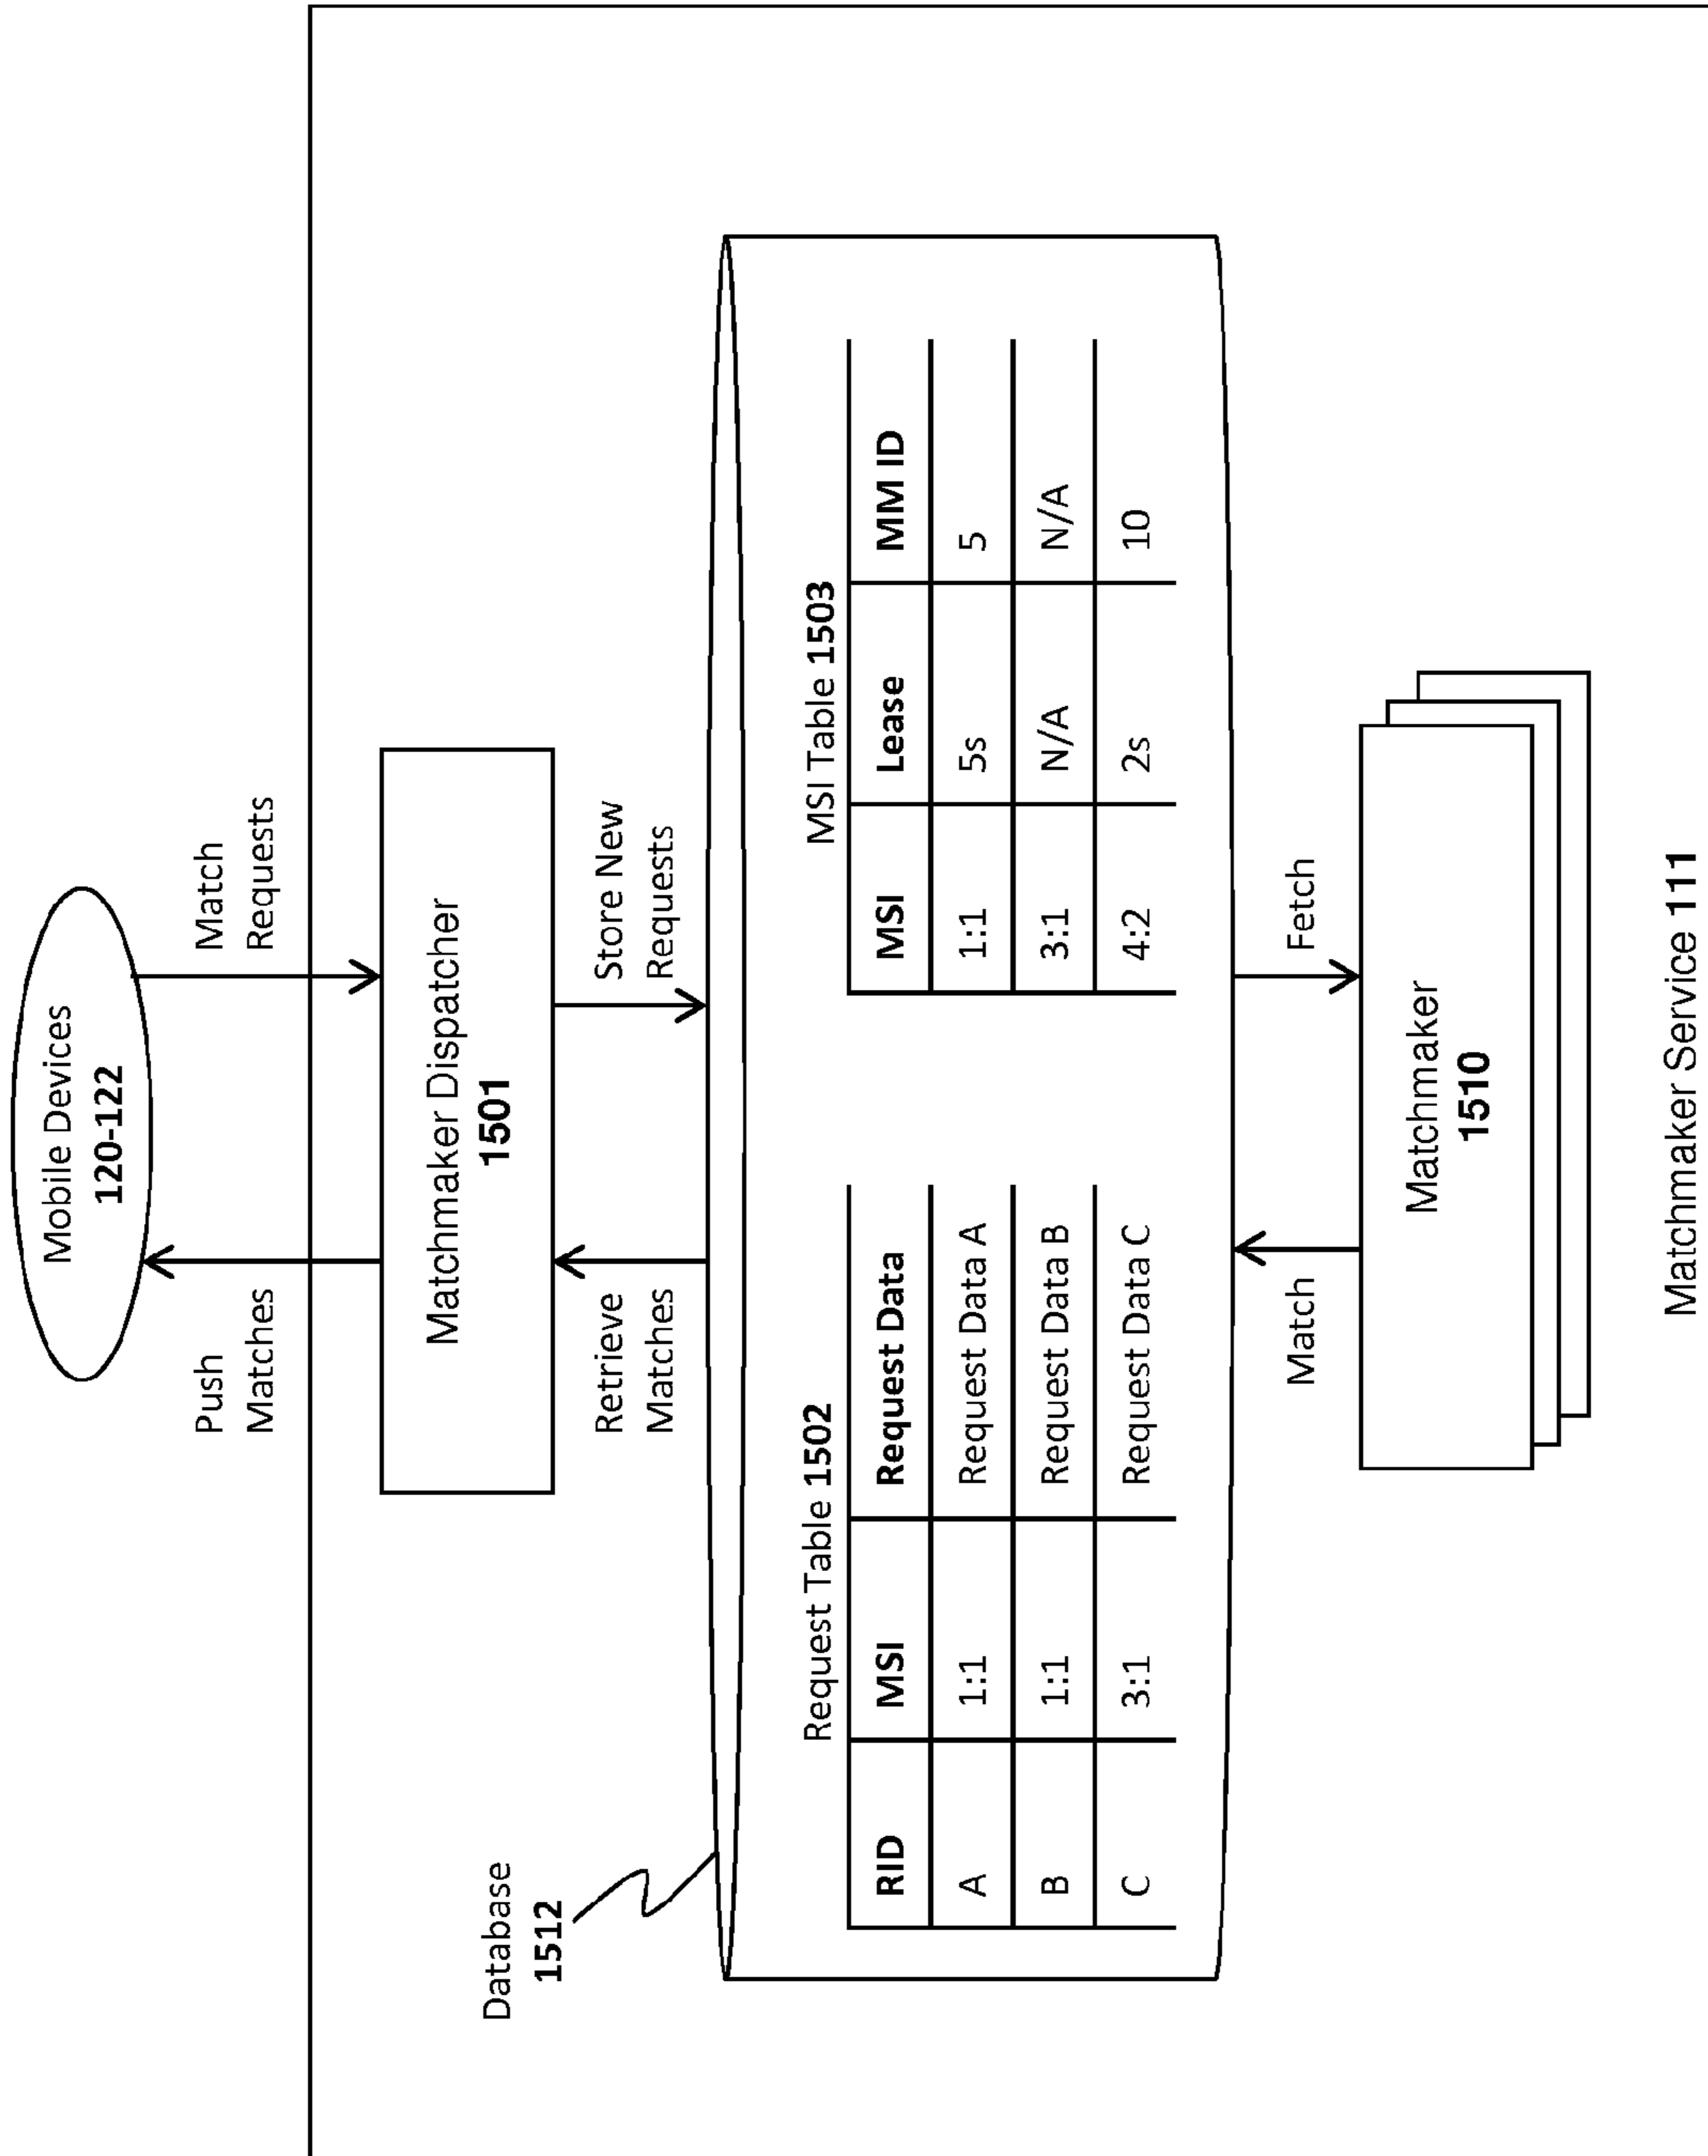 Mobile Devices
120-122
Push
Matches
Match
Requests
Matchmaker Dispatcher
1501
Retrieve
Matches
Store New
Requests
Database
1512
Request Table 1502
RID MSI Request Data
A 1:1 Request Data A
B 1:1 Request Data B
C 3:1 Request Data C
MSI Table 1503
MSI Lease MM ID
1:1 5s 5
3:1 N/A N/A
4:2 2s 10
Match
Fetch
Matchmaker
1510
Matchmaker Service 111